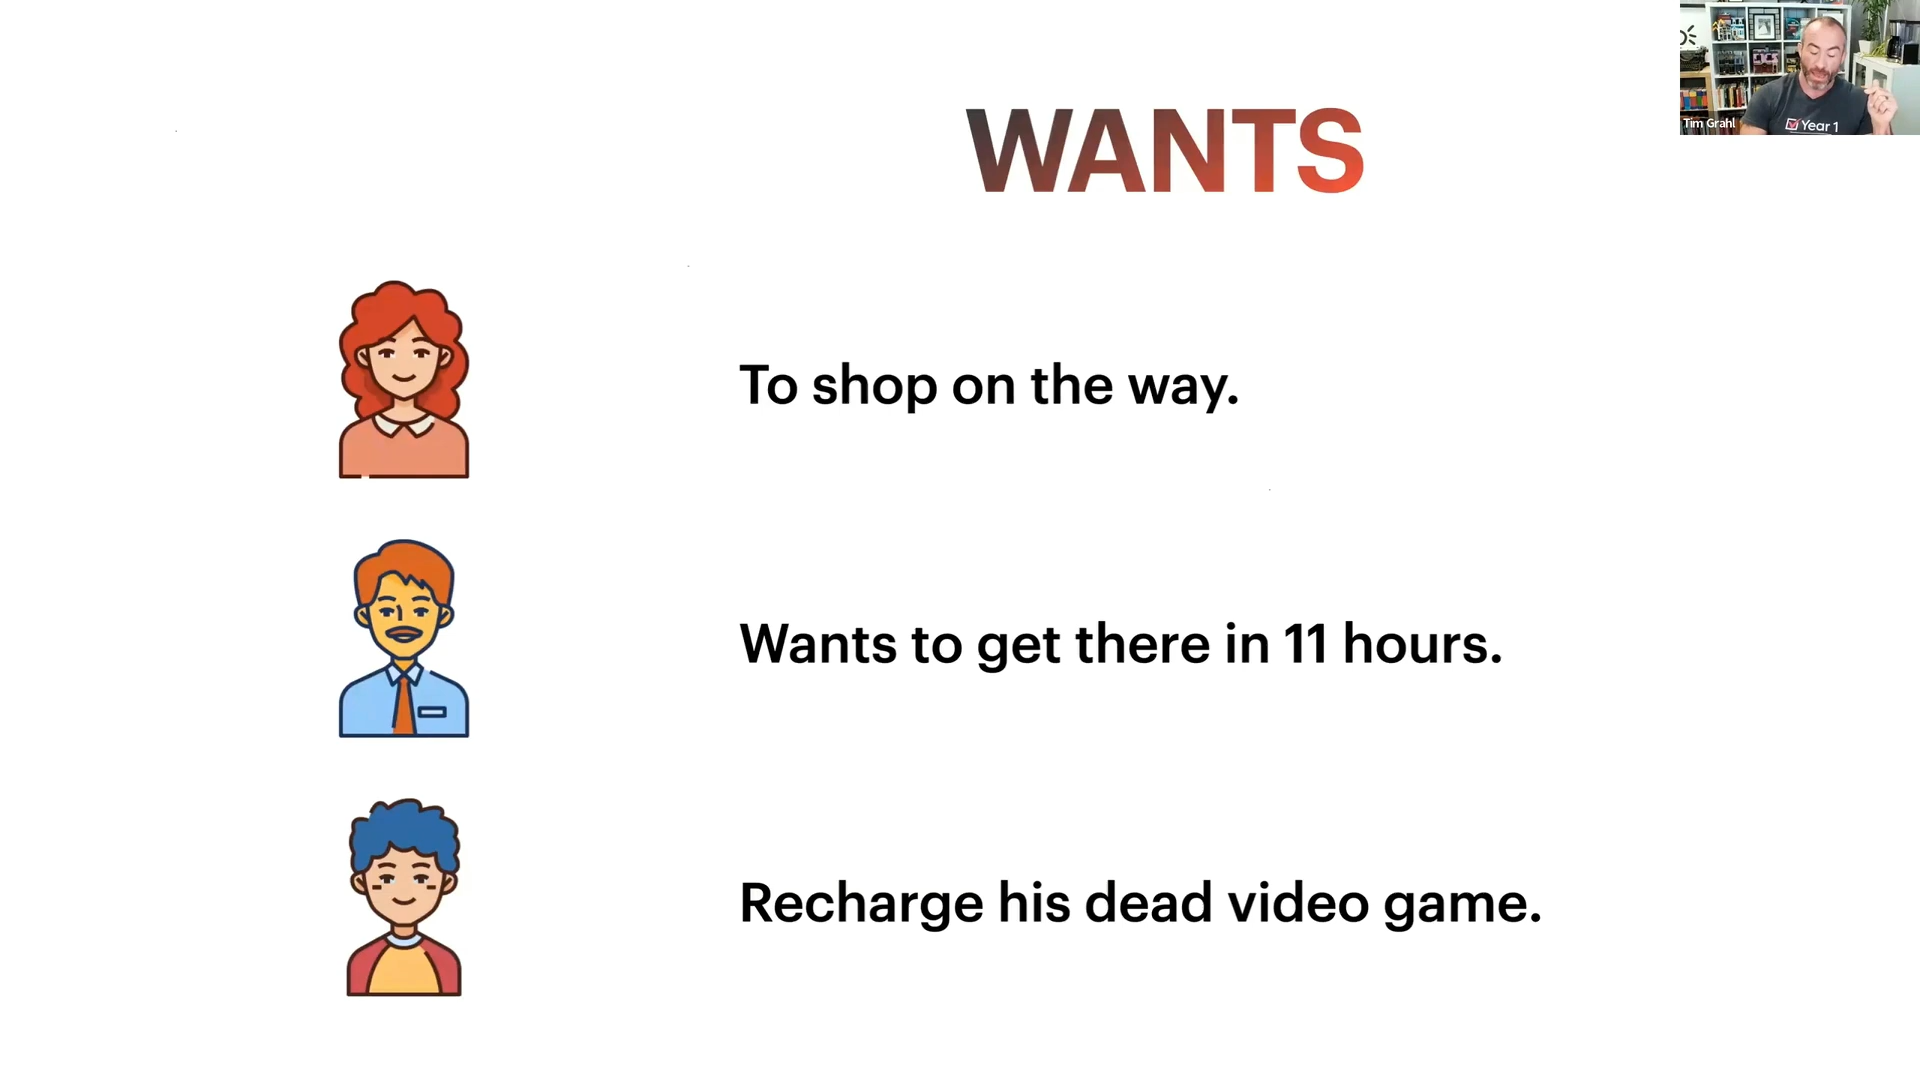 WANTS
Tim Grahl
Year 1
To shop on the way.
Wants to get there in 11 hours.
Recharge his dead video game.